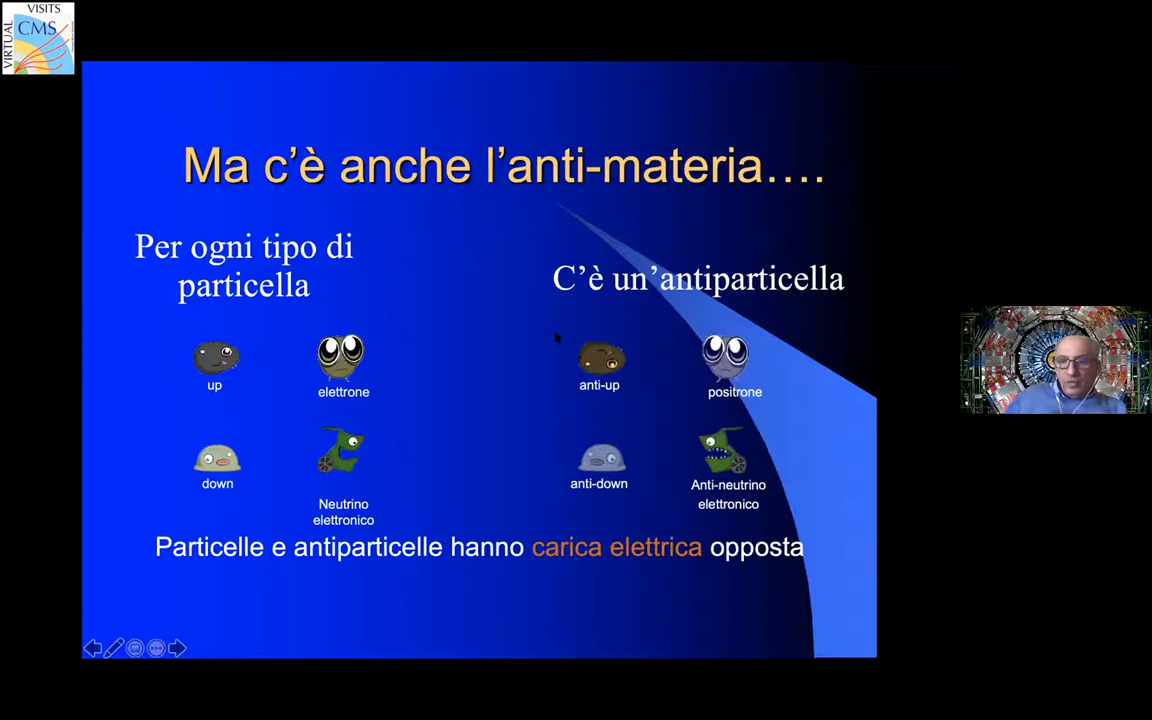 VISITS
CMS
VIRTUAL
Ma c'è anche l'anti-materia….
Per ogni tipo di
particella
C'è un'antiparticella
up
elettrone
anti-up
positrone
down
Neutrino
elettronico
anti-down
Anti-neutrino
elettronico
Particelle e antiparticelle hanno carica elettrica opposta